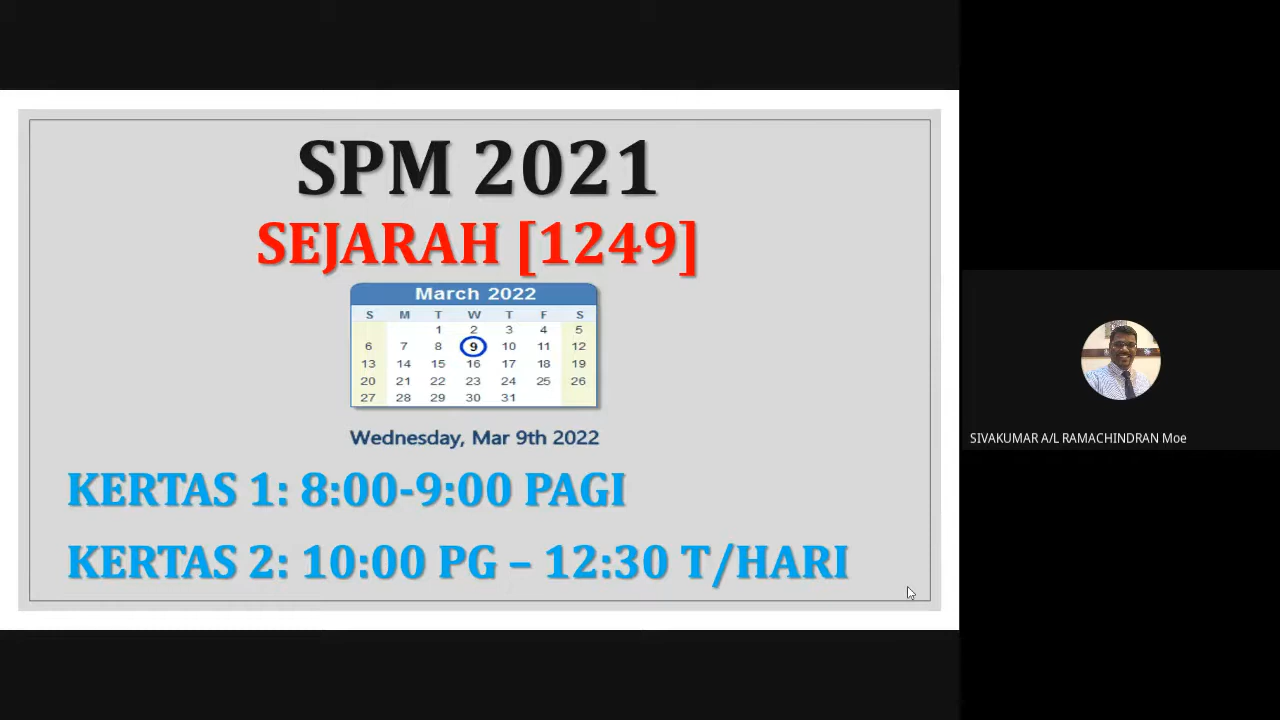 SPM 2021
SEJARAH [1249]
March 2022
S M T W T F S
1 2 3 4 5
6 7 8 9 10 11 12
13 14 15 16 17 18 19
20 21 22 23 24 25 26
27 28 29 30 31
Wednesday, Mar 9th 2022
KERTAS 1: 8:00-9:00 PAGI
KERTAS 2: 10:00 PG – 12:30 T/HARI
SIVAKUMAR A/L RAMACHINDRAN Moe